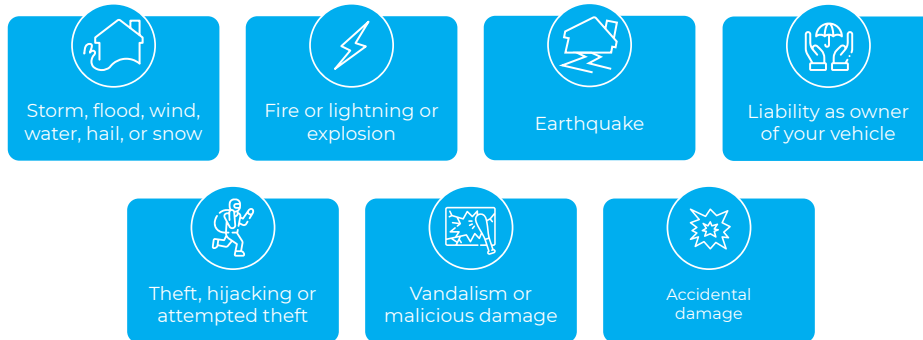 Storm, flood, wind,
water, hail, or snow
Fire or lightning or
explosion
Earthquake
Liability as owner
of your vehicle
Theft, hijacking or
attempted theft
Vandalism or
malicious damage
Accidental
damage